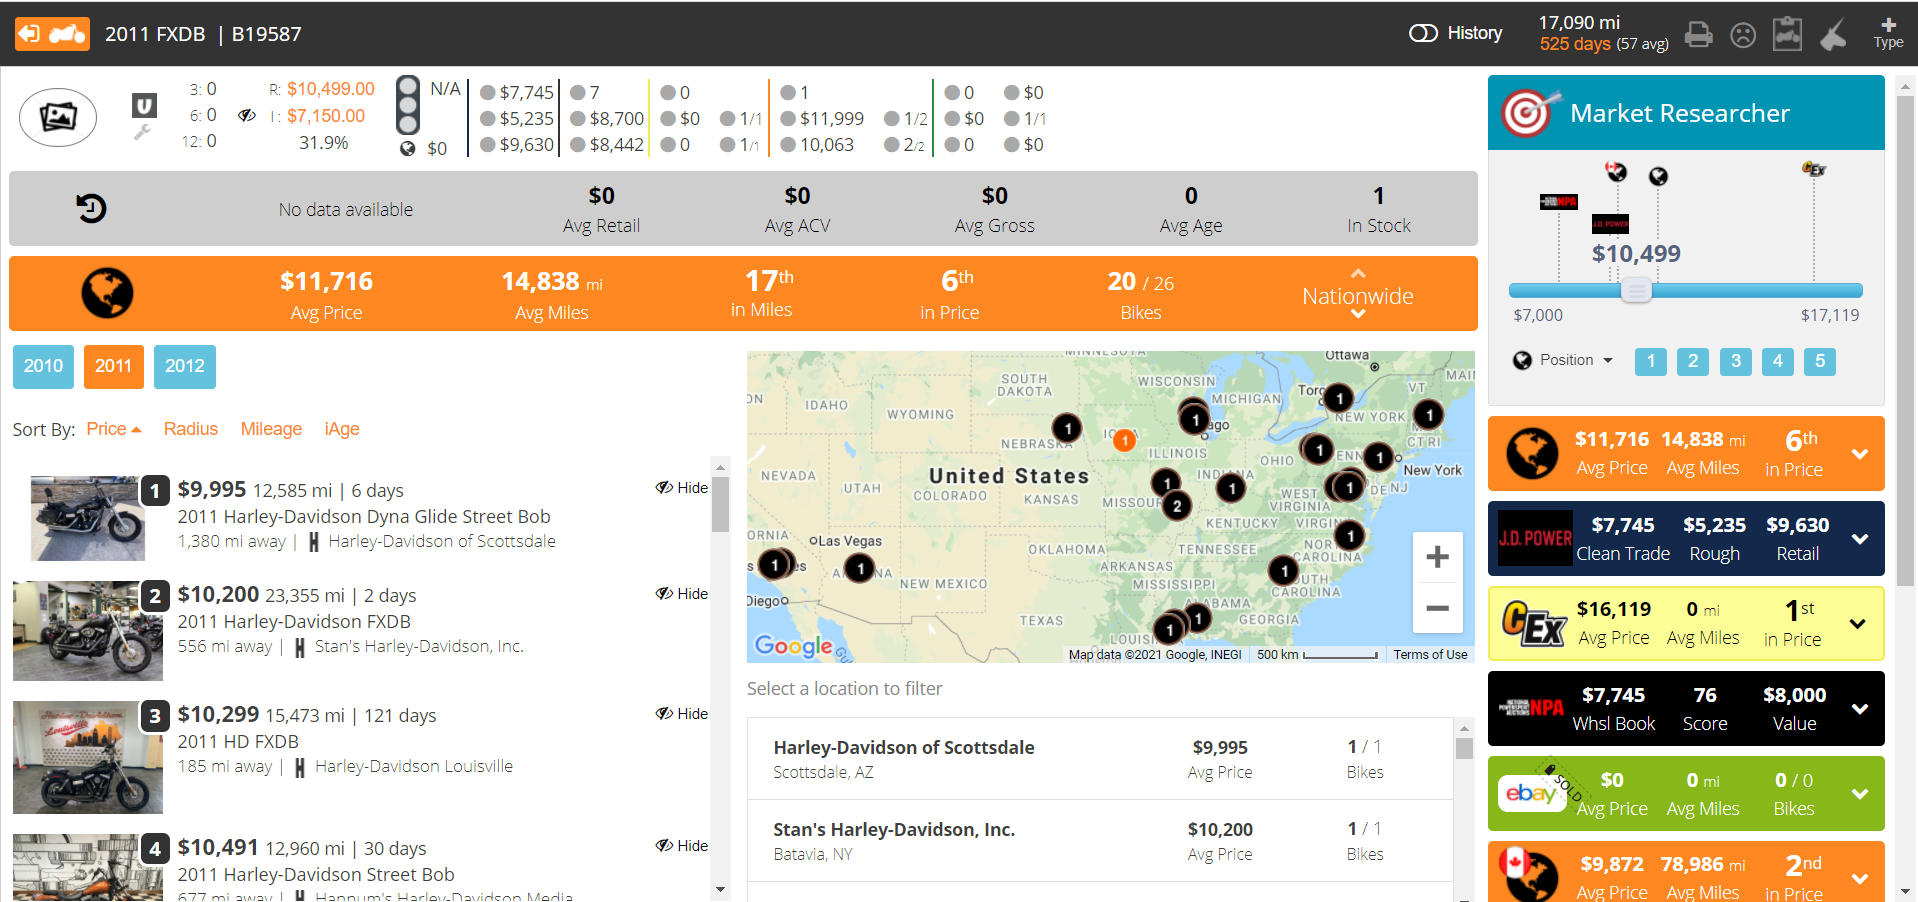 2011 FXDB | B19587
History
17,090 mi
525 days (57 avg)
Type
3: 0
6: 0
12: 0
R: $10,499.00
I : $7,150.00
31.9%
N/A
$0
$7,745
$5,235
$9,630
7
$8,700
$8,442
0
$0 1/1
0 1/1
1
$11,999 1/2
10,063 2/2
0 $0
$0 1/1
0 $0
No data available
$0
Avg Retail
$0
Avg ACV
$0
Avg Gross
0
Avg Age
1
In Stock
$11,716
Avg Price
14,838 mi
Avg Miles
17th
in Miles
6th
in Price
20 / 26
Bikes
Nationwide
2010 2011 2012
Sort By: Price Radius Mileage iAge
1 $9,995 12,585 mi | 6 days Hide
2011 Harley-Davidson Dyna Glide Street Bob
1,380 mi away | Harley-Davidson of Scottsdale
2 $10,200 23,355 mi | 2 days Hide
2011 Harley-Davidson FXDB
556 mi away | Stan's Harley-Davidson, Inc.
3 $10,299 15,473 mi | 121 days Hide
2011 HD FXDB
185 mi away | Harley-Davidson Louisville
4 $10,491 12,960 mi | 30 days Hide
2011 Harley-Davidson Street Bob
677 mi away | Hannum's Harley-Davidson Media
MINNESOTA
Ottawa
SOUTH
DAKOTA
WISCONSIN
MICHIGAN
VT
MAI
IDAHO
WYOMING
NEW YORK
CT RI
NEBRASKA
ILLINOIS
OHIO
NEVADA
UTAH
United States
COLORADO
KANSAS
MISSOUR
New York
DE NJ
WEST
VIRGINIA
KENTUCKY
Las Vegas
OKLAHOMA
TENNESSEE
CAROLINA
ARKANSAS
NEW MEXICO
MISSISSIPPI
CAROLINA
Diego
TEXAS
GEORGIA
Google
Map data ©2021 Google, INEGI 500 km Terms of Use
Select a location to filter
Harley-Davidson of Scottsdale $9,995 1 / 1
Scottsdale, AZ Avg Price Bikes
Stan's Harley-Davidson, Inc. $10,200 1 / 1
Batavia, NY Avg Price Bikes
Market Researcher
CEx
NPA
J.D. POWER
$10,499
$7,000 $17,119
Position 1 2 3 4 5
$11,716 14,838 mi 6th
Avg Price Avg Miles in Price
J.D. POWER
$7,745 $5,235 $9,630
Clean Trade Rough Retail
CEx
$16,119 0 mi 1st
Avg Price Avg Miles in Price
NATIONAL POWERSPORT AUCTIONS NPA
$7,745 76 $8,000
Whsl Book Score Value
ebay SOLD
$0 0 mi 0 / 0
Avg Price Avg Miles Bikes
$9,872 78,986 mi 2nd
Avg Price Avg Miles in Price